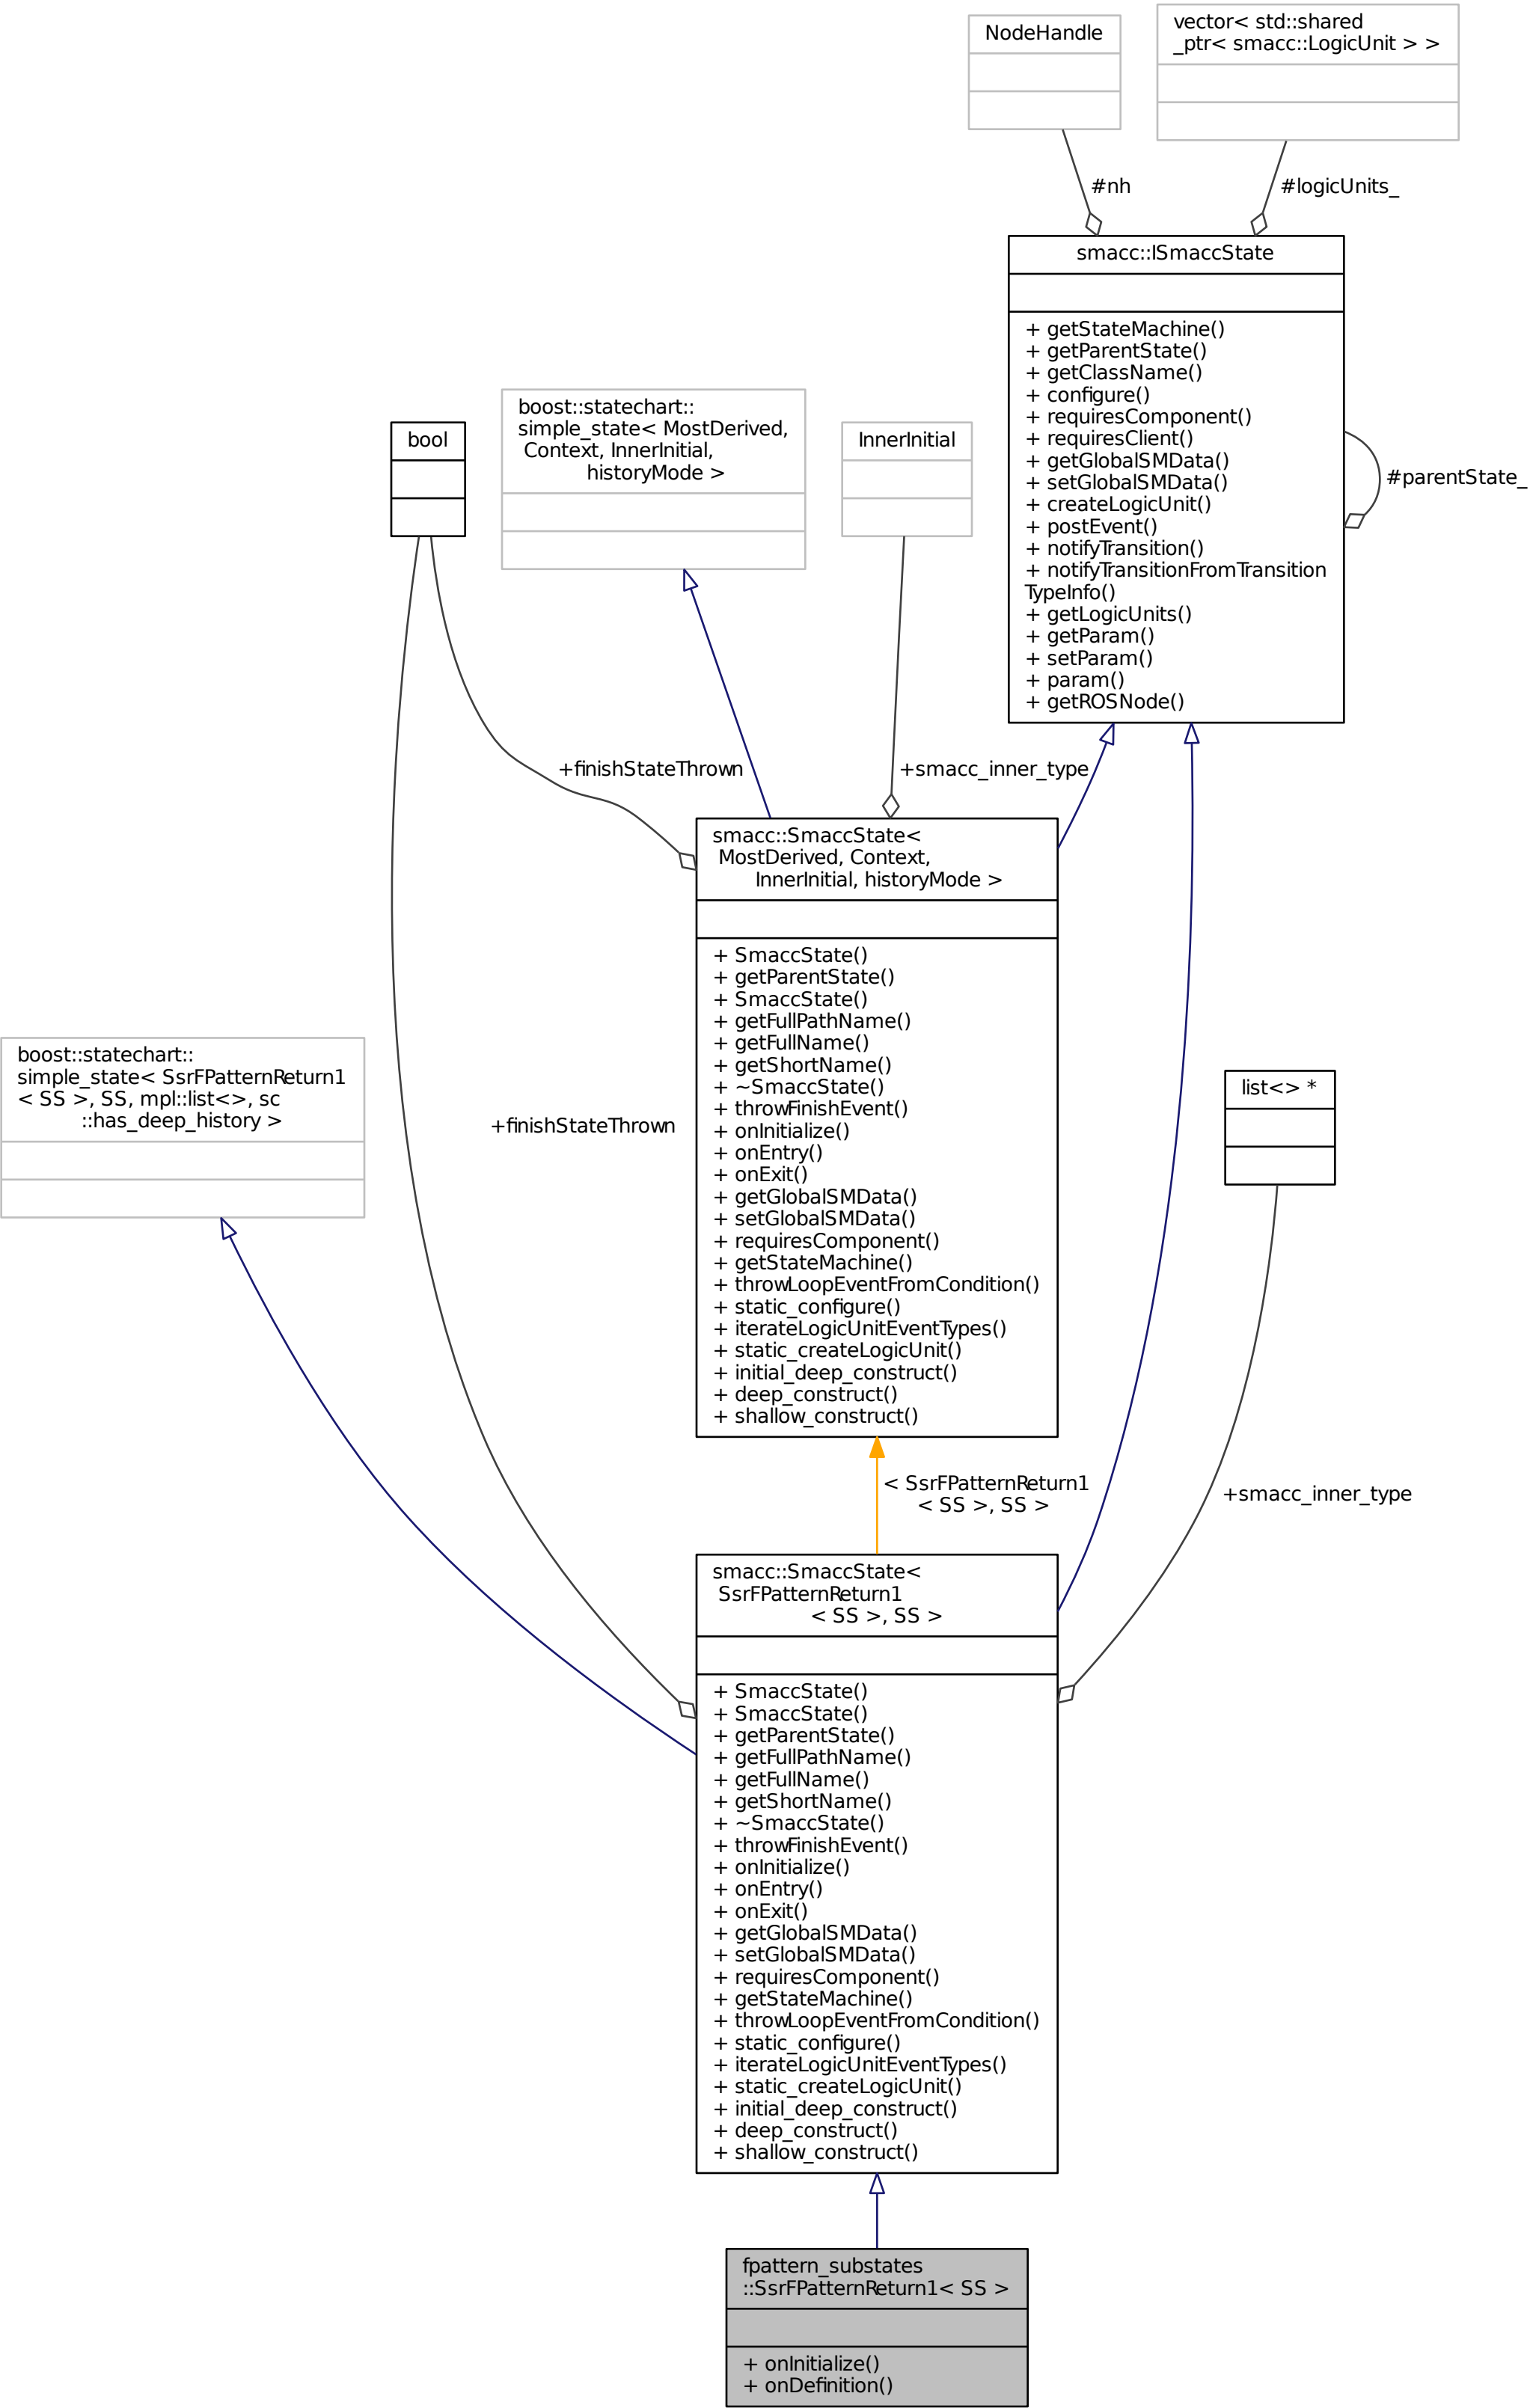 NodeHandle
vector< std::shared
_ptr< smacc::LogicUnit > >
#nh
#logicUnits_
smacc::ISmaccState
+ getStateMachine()
+ getParentState()
+ getClassName()
+ configure()
+ requiresComponent()
+ requiresClient()
+ getGlobalSMData()
+ setGlobalSMData()
+ createLogicUnit()
+ postEvent()
+ notifyTransition()
+ notifyTransitionFromTransition
TypeInfo()
+ getLogicUnits()
+ getParam()
+ setParam()
+ param()
+ getROSNode()
#parentState_
bool
boost::statechart::
simple_state< MostDerived,
Context, InnerInitial,
historyMode >
InnerInitial
+finishStateThrown
+smacc_inner_type
smacc::SmaccState<
MostDerived, Context,
InnerInitial, historyMode >
+ SmaccState()
+ getParentState()
+ SmaccState()
+ getFullPathName()
+ getFullName()
+ getShortName()
+ ~SmaccState()
+ throwFinishEvent()
+ onInitialize()
+ onEntry()
+ onExit()
+ getGlobalSMData()
+ setGlobalSMData()
+ requiresComponent()
+ getStateMachine()
+ throwLoopEventFromCondition()
+ static_configure()
+ iterateLogicUnitEventTypes()
+ static_createLogicUnit()
+ initial_deep_construct()
+ deep_construct()
+ shallow_construct()
boost::statechart::
simple_state< SsrFPatternReturn1
< SS >, SS, mpl::list<>, sc
::has_deep_history >
+finishStateThrown
list<> *
< SsrFPatternReturn1
< SS >, SS >
+smacc_inner_type
smacc::SmaccState<
SsrFPatternReturn1
< SS >, SS >
+ SmaccState()
+ SmaccState()
+ getParentState()
+ getFullPathName()
+ getFullName()
+ getShortName()
+ ~SmaccState()
+ throwFinishEvent()
+ onInitialize()
+ onEntry()
+ onExit()
+ getGlobalSMData()
+ setGlobalSMData()
+ requiresComponent()
+ getStateMachine()
+ throwLoopEventFromCondition()
+ static_configure()
+ iterateLogicUnitEventTypes()
+ static_createLogicUnit()
+ initial_deep_construct()
+ deep_construct()
+ shallow_construct()
fpattern_substates
::SsrFPatternReturn1< SS >
+ onInitialize()
+ onDefinition()